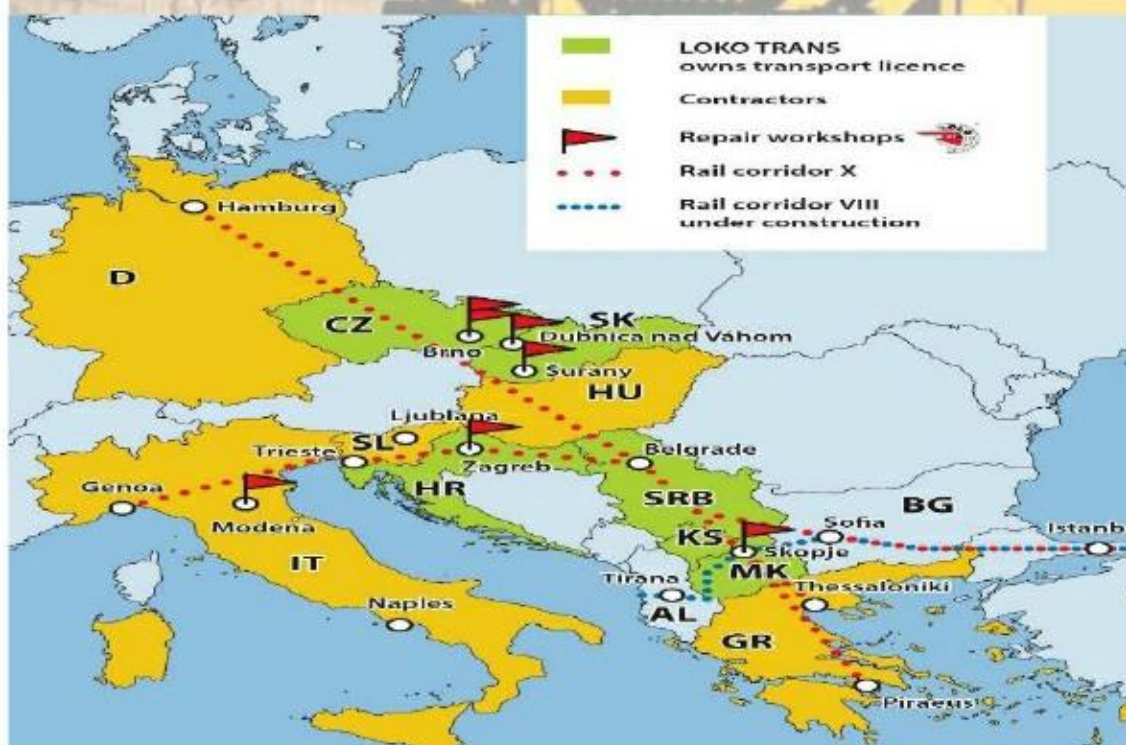 LOKO TRANS
owns transport licence
Contractors
Repair workshops
Rail corridor X
Rail corridor VIII
under construction
Hamburg
D
CZ
SK
Brno
Dubnica nad Váhom
Šurany
HU
Ljublana
SL
Trieste
Zagreb
Belgrade
Genoa
HR
SRB
Modena
BG
KS
Sofia
Istanb
Skopje
IT
MK
Tirana
Thessaloniki
AL
Naples
GR
Piraeus